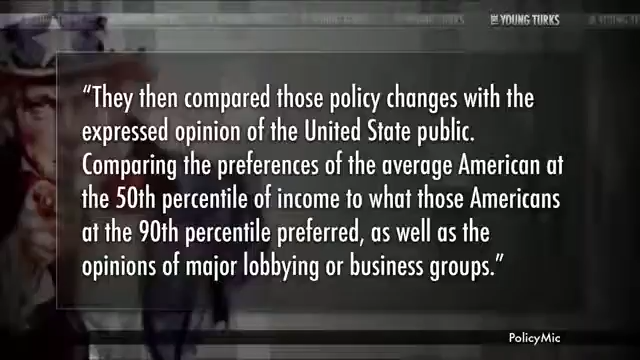 THE YOUNG TURKS
“They then compared those policy changes with the
expressed opinion of the United State public.
Comparing the preferences of the average American at
the 50th percentile of income to what those Americans
at the 90th percentile preferred, as well as the
opinions of major lobbying or business groups.”
PolicyMic